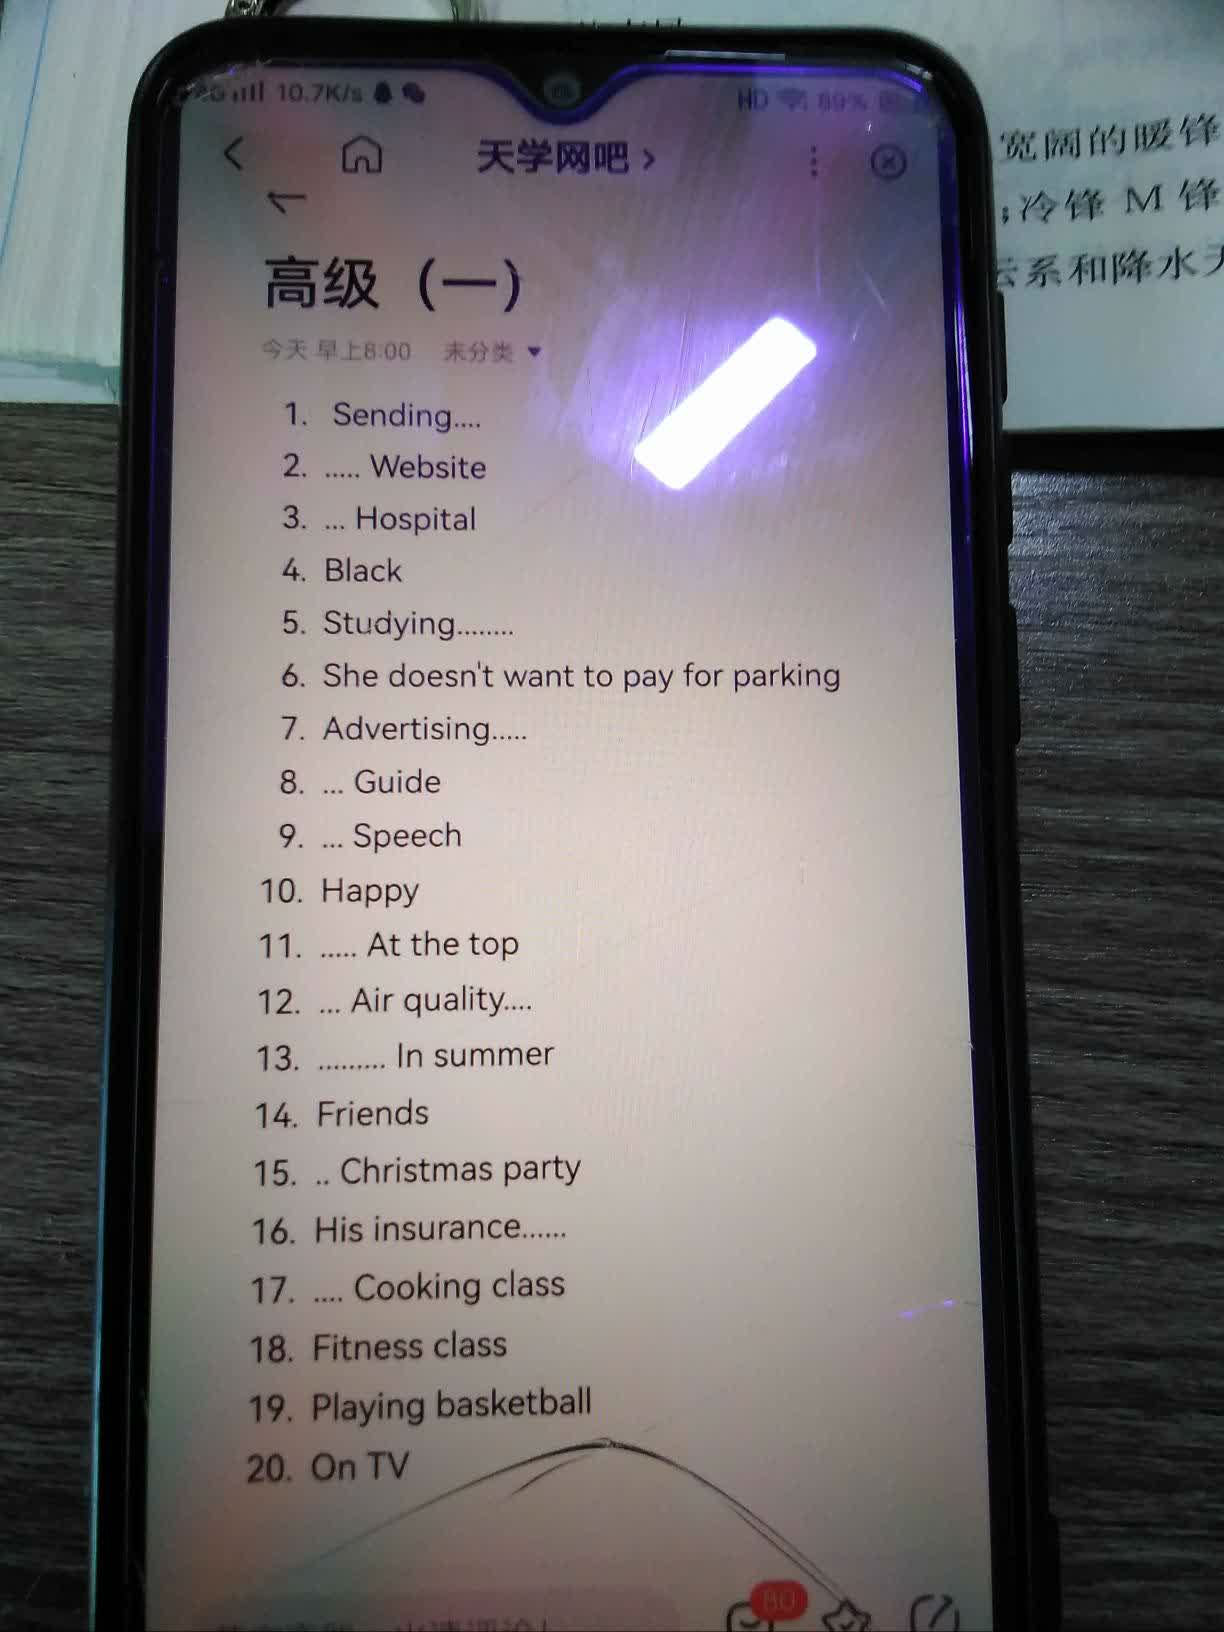 10.7K/s
HD 89%
天学网吧 >
高级（一）
今天 早上8:00 未分类
1. Sending....
2. ..... Website
3. ... Hospital
4. Black
5. Studying........
6. She doesn't want to pay for parking
7. Advertising.....
8. ... Guide
9. ... Speech
10. Happy
11. ..... At the top
12. ... Air quality....
13. ......... In summer
14. Friends
15. .. Christmas party
16. His insurance......
17. .... Cooking class
18. Fitness class
19. Playing basketball
20. On TV
80
宽阔的暖锋
;冷锋 M 锋
云系和降水天